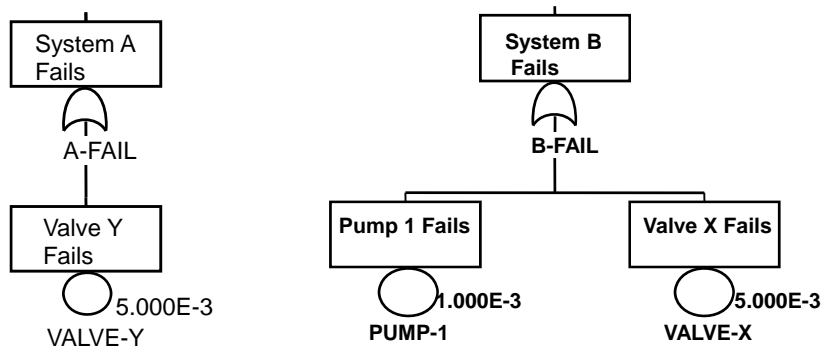 System A
Fails
A-FAIL
Valve Y
Fails
5.000E-3
VALVE-Y
System B
Fails
B-FAIL
Pump 1 Fails
1.000E-3
PUMP-1
Valve X Fails
5.000E-3
VALVE-X